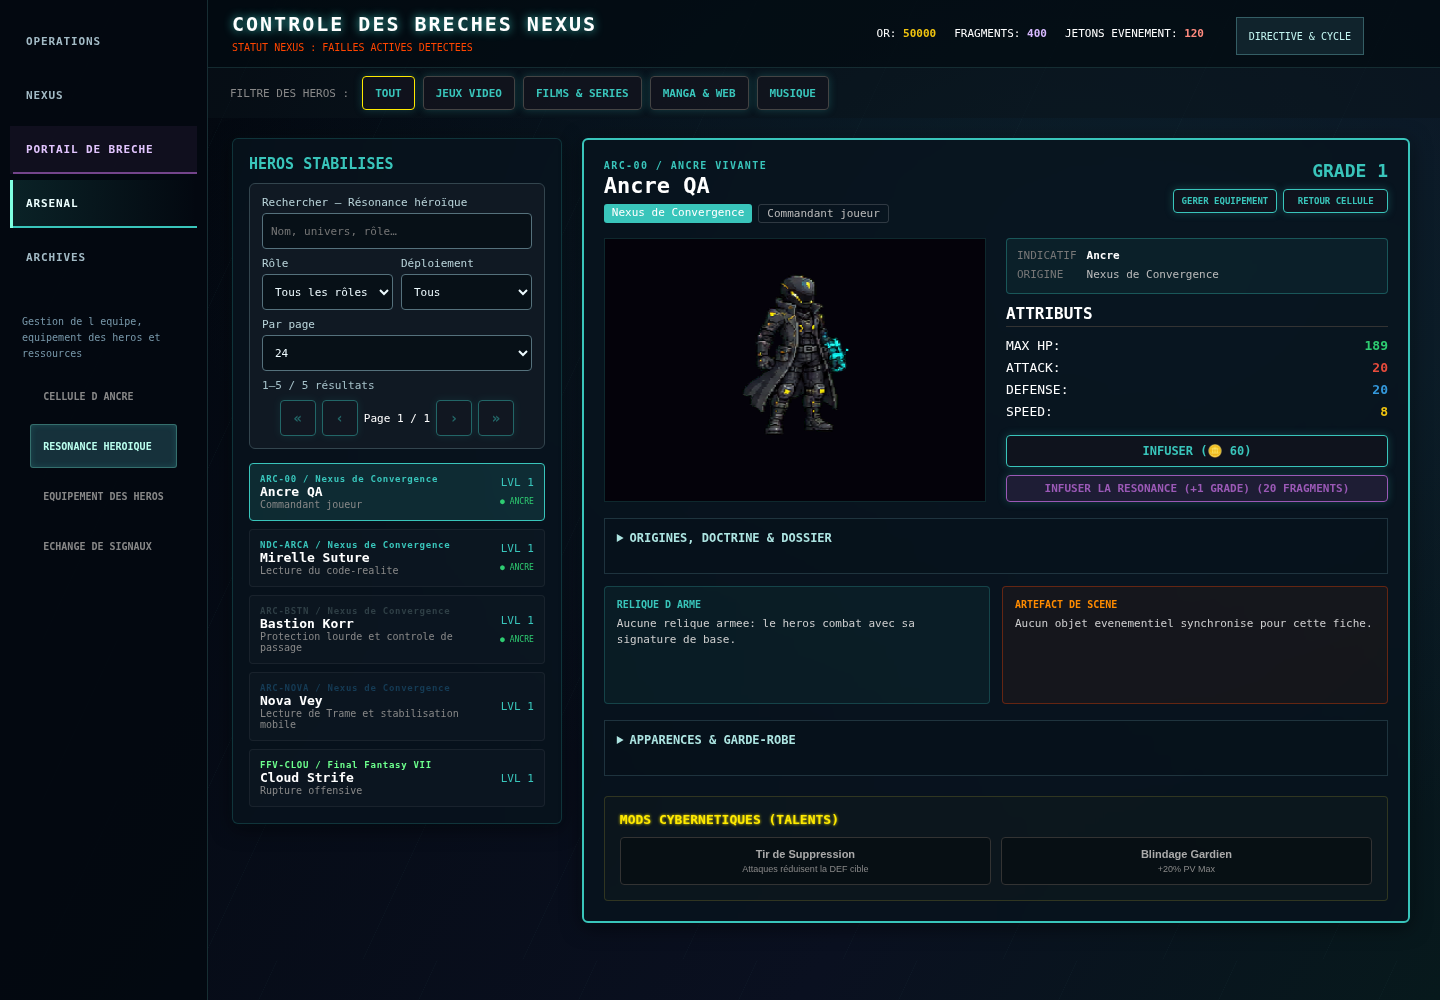 OPERATIONS
NEXUS
PORTAIL DE BRECHE
ARSENAL
ARCHIVES
Gestion de l equipe,
equipement des heros et
ressources
CELLULE D ANCRE
RESONANCE HEROIQUE
EQUIPEMENT DES HEROS
ECHANGE DE SIGNAUX
CONTROLE DES BRECHES NEXUS
STATUT NEXUS : FAILLES ACTIVES DETECTEES
OR: 50000 FRAGMENTS: 400 JETONS EVENEMENT: 120
DIRECTIVE & CYCLE
FILTRE DES HEROS : TOUT JEUX VIDEO FILMS & SERIES MANGA & WEB MUSIQUE
HEROS STABILISES
Rechercher — Résonance héroïque
Nom, univers, rôle…
Rôle Déploiement
Tous les rôles Tous
Par page
24
1–5 / 5 résultats
« ‹ Page 1 / 1 › »
ARC-00 / Nexus de Convergence
Ancre QA
Commandant joueur
LVL 1
● ANCRE
NDC-ARCA / Nexus de Convergence
Mirelle Suture
Lecture du code-realite
LVL 1
● ANCRE
ARC-BSTN / Nexus de Convergence
Bastion Korr
Protection lourde et controle de
passage
LVL 1
● ANCRE
ARC-NOVA / Nexus de Convergence
Nova Vey
Lecture de Trame et stabilisation
mobile
LVL 1
FFV-CLOU / Final Fantasy VII
Cloud Strife
Rupture offensive
LVL 1
ARC-00 / ANCRE VIVANTE
Ancre QA
Nexus de Convergence Commandant joueur
GRADE 1
GERER EQUIPEMENT RETOUR CELLULE
INDICATIF Ancre
ORIGINE Nexus de Convergence
ATTRIBUTS
MAX HP: 189
ATTACK: 20
DEFENSE: 20
SPEED: 8
INFUSER (🪙 60)
INFUSER LA RESONANCE (+1 GRADE) (20 FRAGMENTS)
▶ ORIGINES, DOCTRINE & DOSSIER
RELIQUE D ARME
Aucune relique armee: le heros combat avec sa
signature de base.
ARTEFACT DE SCENE
Aucun objet evenementiel synchronise pour cette fiche.
▶ APPARENCES & GARDE-ROBE
MODS CYBERNETIQUES (TALENTS)
Tir de Suppression
Attaques réduisent la DEF cible
Blindage Gardien
+20% PV Max